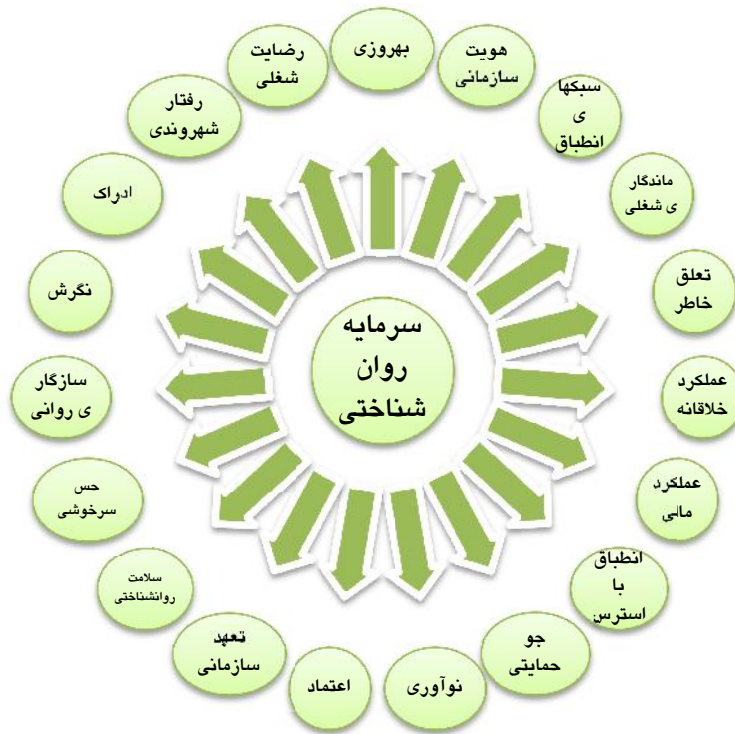 سرمایه
روان
شناختی
بهروزی
هویت
سازمانی
سبکها
ی
انطباق
ماندگار
ی شغلی
تعلق
خاطر
عملکرد
خلاقانه
عملکرد
مالی
انطباق
با
استرس
جو
حمایتی
نوآوری
اعتماد
تعهد
سازمانی
سلامت
روانشناختی
حس
سرخوشی
سازگار
ی روانی
نگرش
ادراک
رفتار
شهروندی
رضایت
شغلی